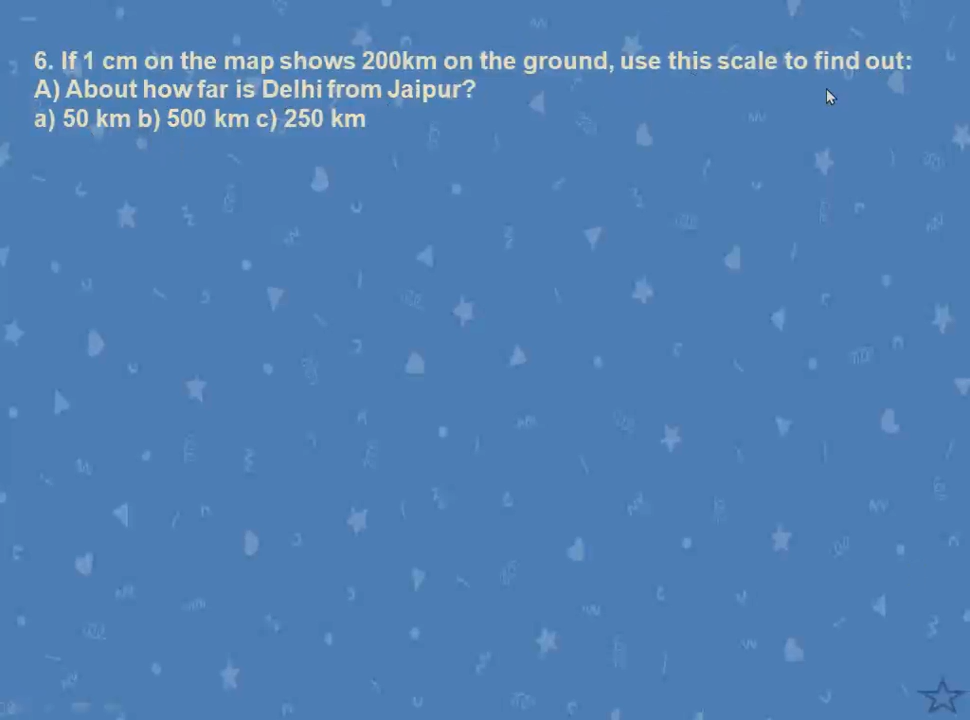 6. If 1 cm on the map shows 200km on the ground, use this scale to find out:
A) About how far is Delhi from Jaipur?
a) 50 km b) 500 km c) 250 km